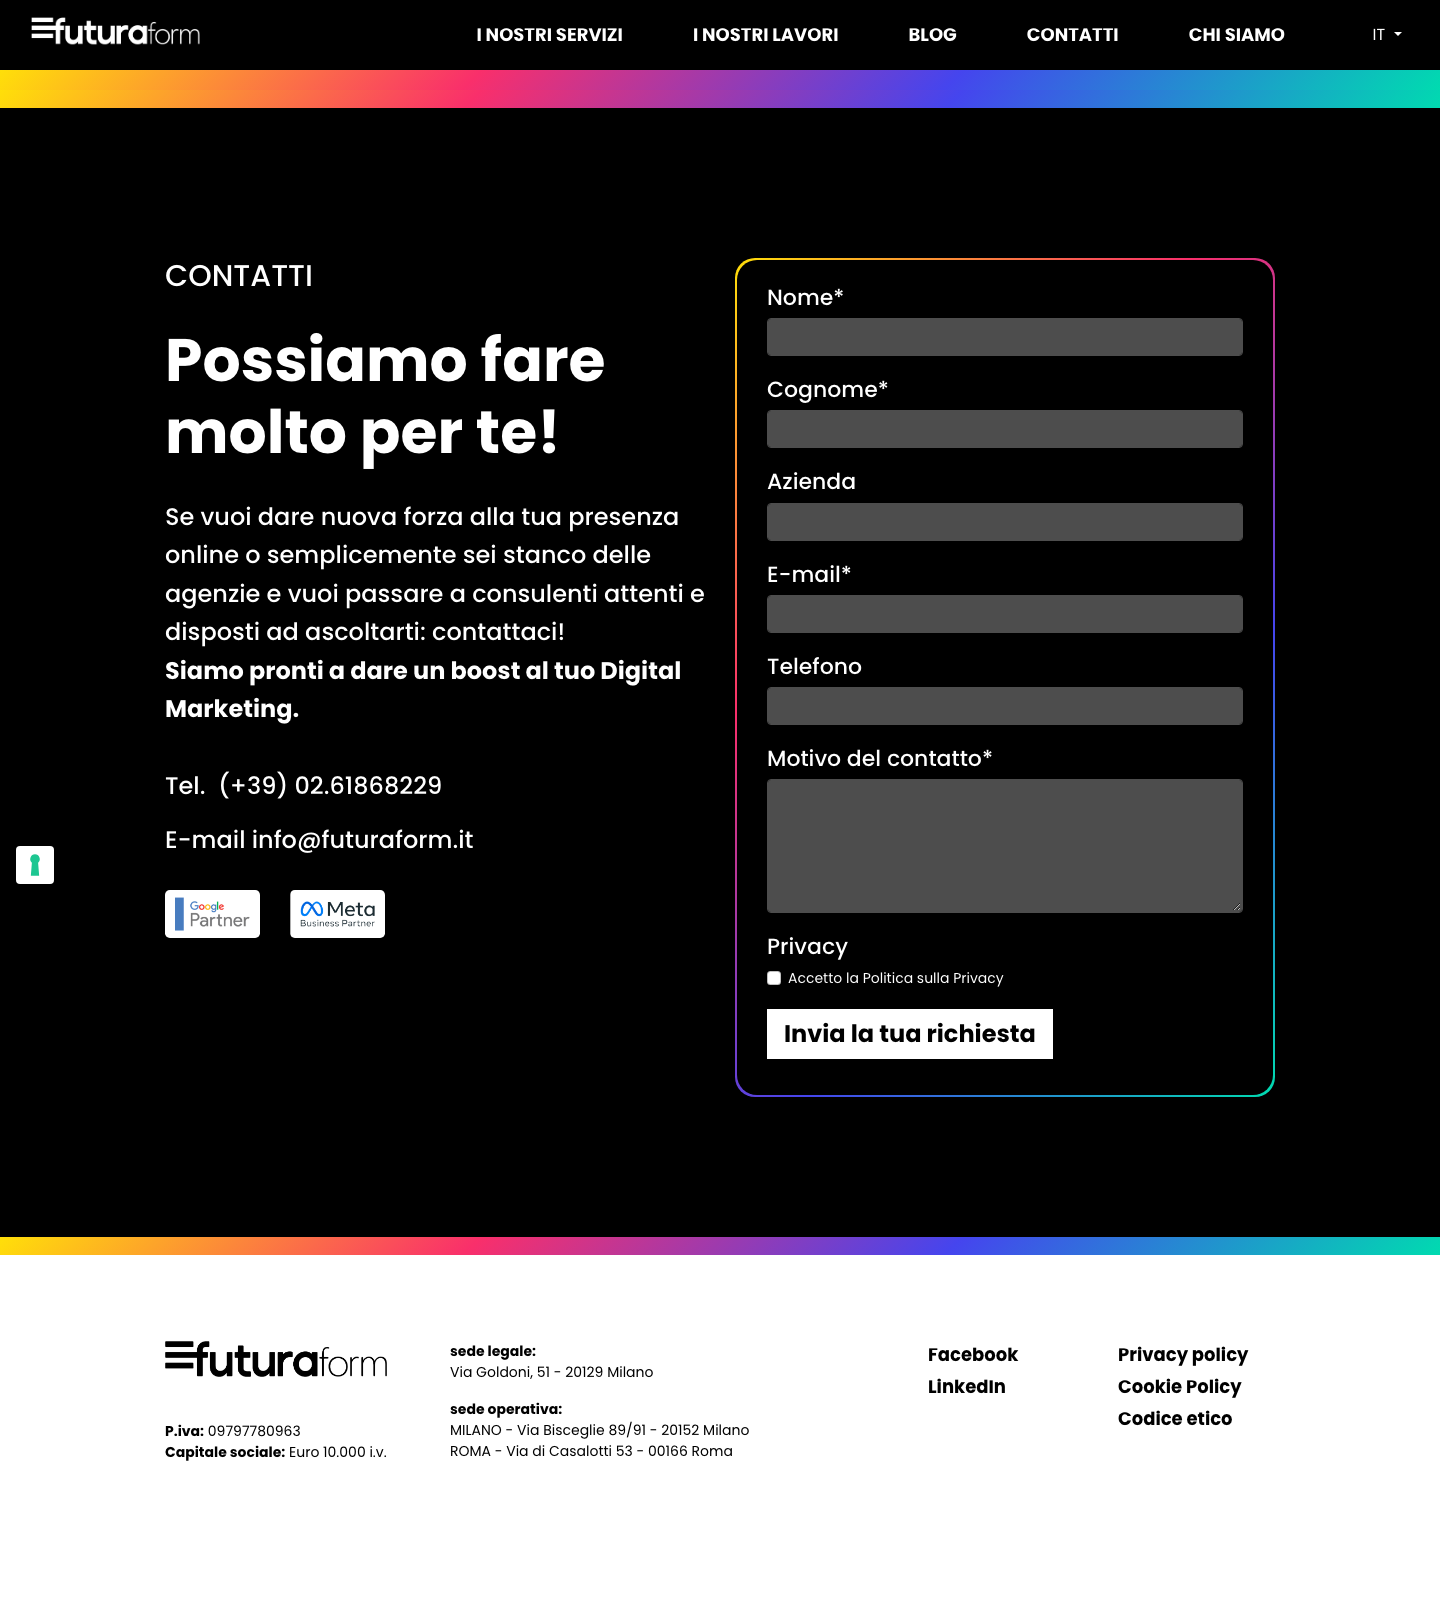 futuraform
I NOSTRI SERVIZI
I NOSTRI LAVORI
BLOG
CONTATTI
CHI SIAMO
IT
CONTATTI
Possiamo fare
molto per te!
Se vuoi dare nuova forza alla tua presenza
online o semplicemente sei stanco delle
agenzie e vuoi passare a consulenti attenti e
disposti ad ascoltarti: contattaci!
Siamo pronti a dare un boost al tuo Digital
Marketing.
Tel. (+39) 02.61868229
E-mail info@futuraform.it
Google
Partner
Meta
Business Partner
Nome*
Cognome*
Azienda
E-mail*
Telefono
Motivo del contatto*
Privacy
Accetto la Politica sulla Privacy
Invia la tua richiesta
futuraform
P.iva: 09797780963
Capitale sociale: Euro 10.000 i.v.
sede legale:
Via Goldoni, 51 - 20129 Milano
sede operativa:
MILANO - Via Bisceglie 89/91 - 20152 Milano
ROMA - Via di Casalotti 53 - 00166 Roma
Facebook
LinkedIn
Privacy policy
Cookie Policy
Codice etico